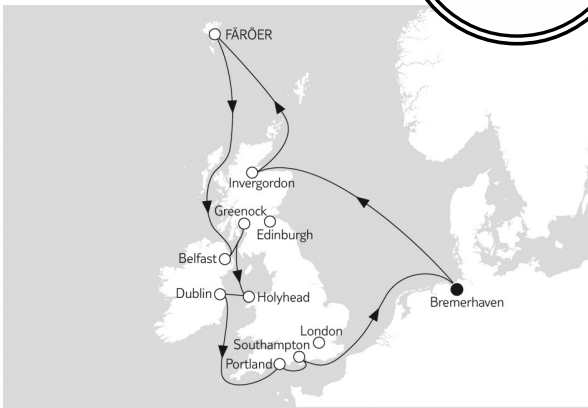 FÄRÖER
Invergordon
Greenock
Edinburgh
Belfast
Dublin
Holyhead
Bremerhaven
London
Southampton
Portland